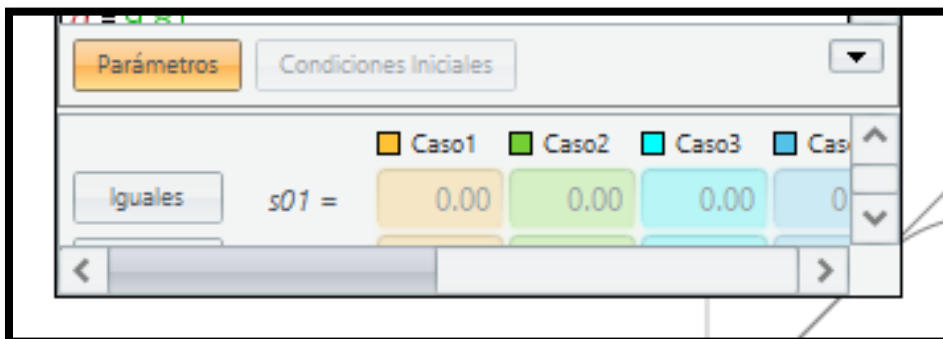 Parámetros Condiciones Iniciales
Caso1 Caso2 Caso3
Iguales s01 = 0.00 0.00 0.00